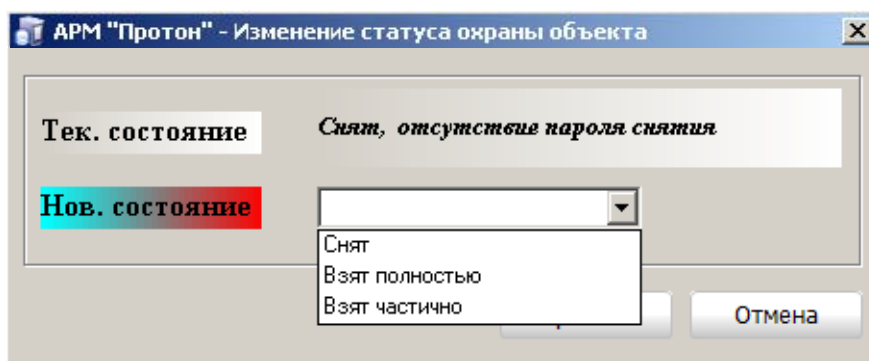 АРМ "Протон" - Изменение статуса охраны объекта
Тек. состояние
Снят, отсутствие пароля снятия
Нов. состояние
Снят
Взят полностью
Взят частично
Отмена